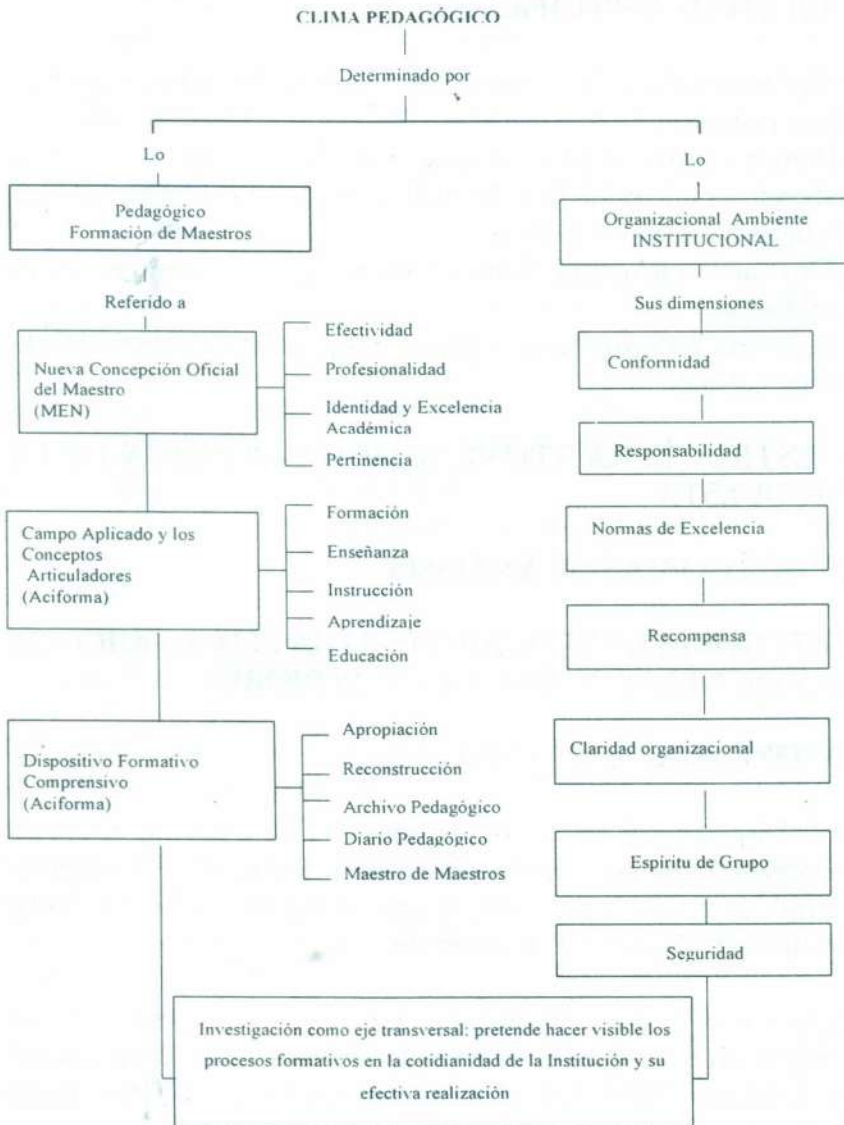 CLIMA PEDAGÓGICO
Determinado por
Lo
Pedagógico
Formación de Maestros
Referido a
Nueva Concepción Oficial
del Maestro
(MEN)
Efectividad
Profesionalidad
Identidad y Excelencia
Académica
Pertinencia
Campo Aplicado y los
Conceptos
Articuladores
(Aciforma)
Formación
Enseñanza
Instrucción
Aprendizaje
Educación
Dispositivo Formativo
Comprensivo
(Aciforma)
Apropiación
Reconstrucción
Archivo Pedagógico
Diario Pedagógico
Maestro de Maestros
Lo
Organizacional Ambiente
INSTITUCIONAL
Sus dimensiones
Conformidad
Responsabilidad
Normas de Excelencia
Recompensa
Claridad organizacional
Espíritu de Grupo
Seguridad
Investigación como eje transversal: pretende hacer visible los
procesos formativos en la cotidianidad de la Institución y su
efectiva realización